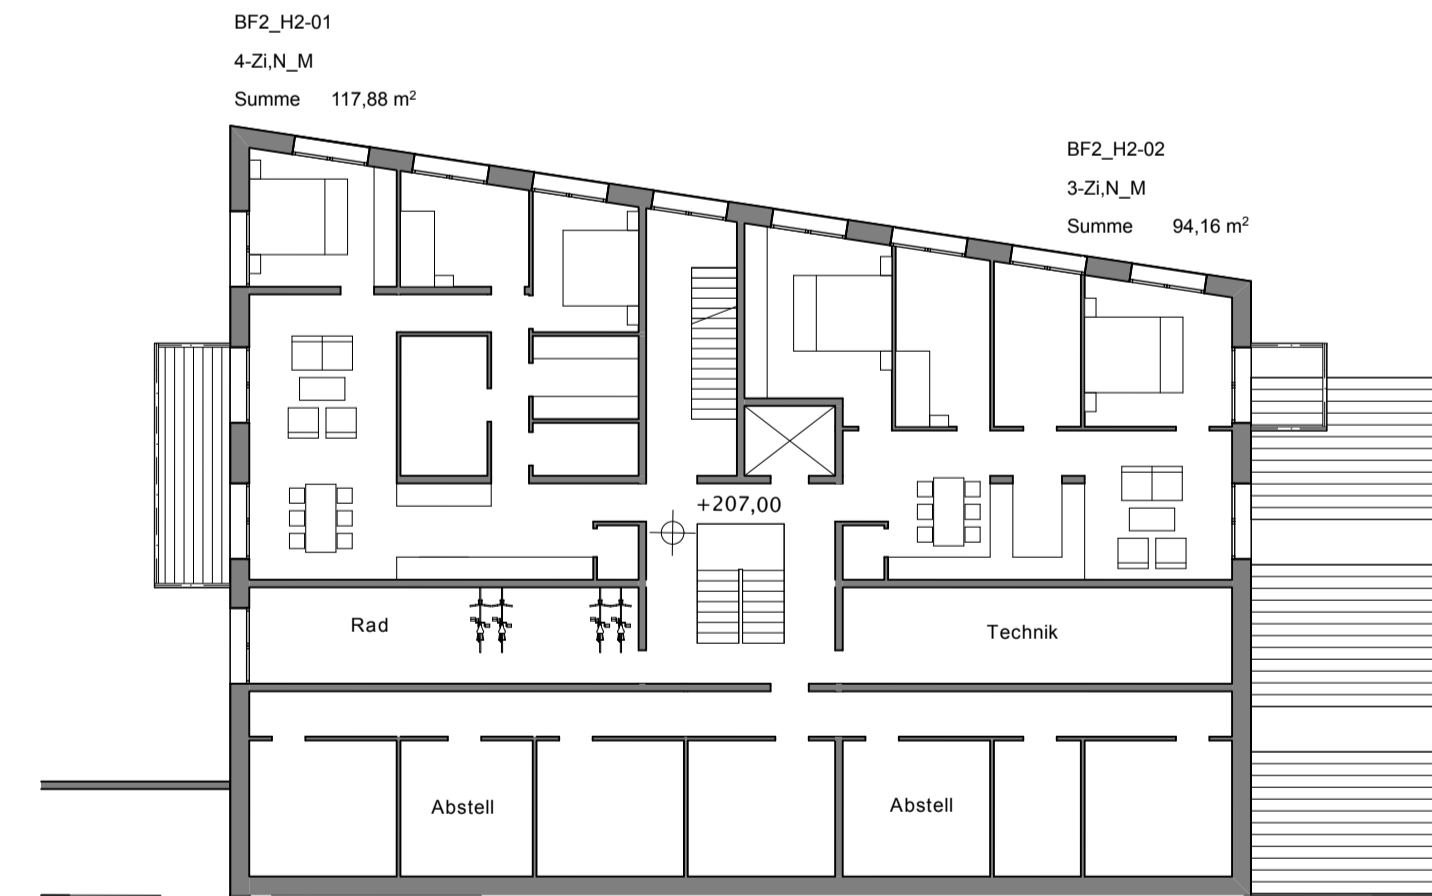 BF2_H2-01
4-Zi,N_M
Summe 117,88 m²
BF2_H2-02
3-Zi,N_M
Summe 94,16 m²
+207,00
Rad
Technik
Abstell
Abstell